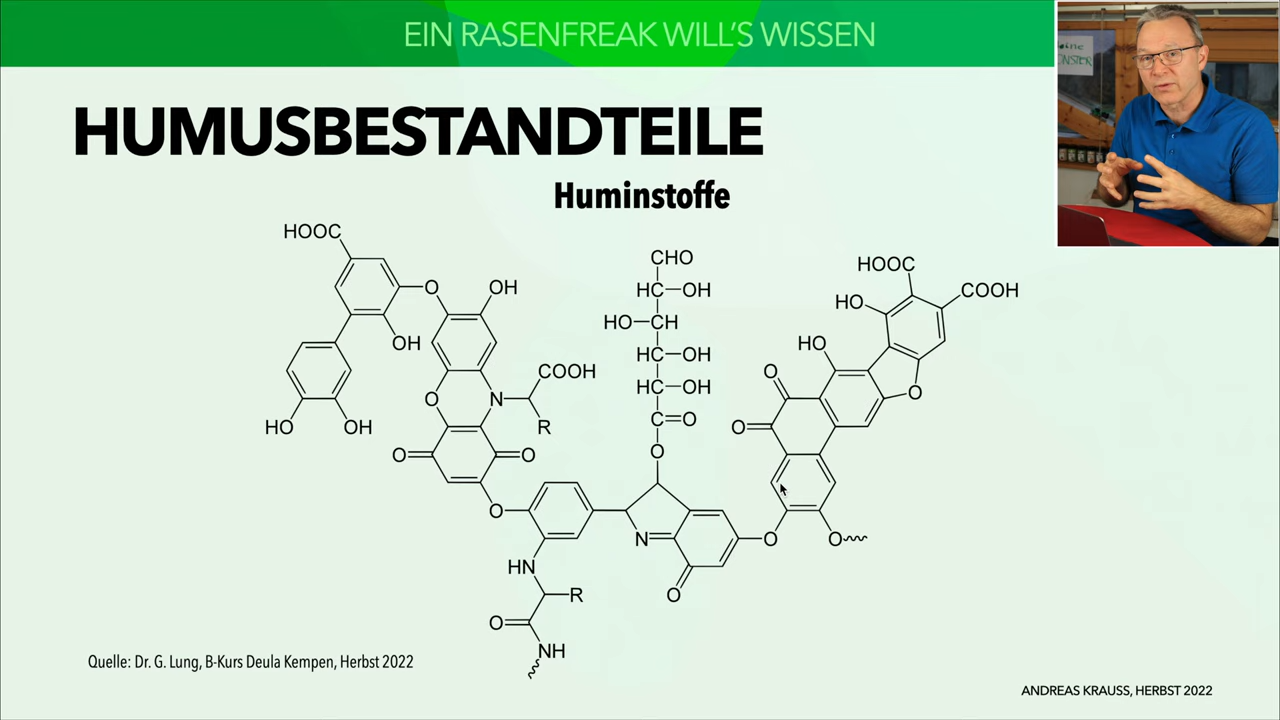 EIN RASENFREAK WILL'S WISSEN
HUMUSBESTANDTEILE
Huminstoffe
HOOC
O
OH
OH
HO
OH
O
N
COOH
R
O
O
O
HN
R
O
NH
CHO
HC OH
HO CH
HC OH
HC OH
C=O
O
N
O
O
O
HOOC
COOH
HO
HO
O
O
O
Quelle: Dr. G. Lung, B-Kurs Deula Kempen, Herbst 2022
ANDREAS KRAUSS, HERBST 2022